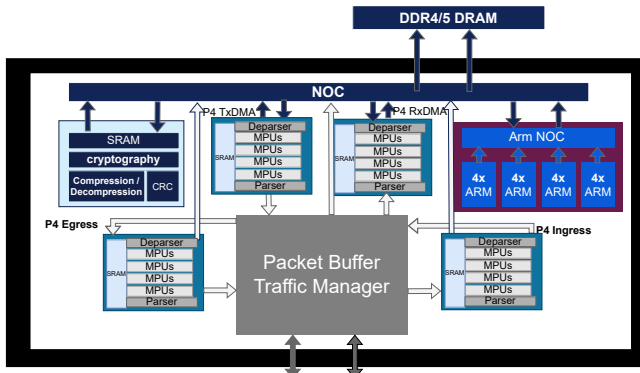 DDR4/5 DRAM
NOC
P4 TxDMA
P4 RxDMA
SRAM
cryptography
Compression /
Decompression
CRC
SRAM
Deparser
MPUs
MPUs
MPUs
MPUs
Parser
SRAM
Deparser
MPUs
MPUs
MPUs
MPUs
Parser
Arm NOC
4x
ARM
4x
ARM
4x
ARM
4x
ARM
P4 Egress
P4 Ingress
SRAM
Deparser
MPUs
MPUs
MPUs
MPUs
Parser
Packet Buffer
Traffic Manager
SRAM
Deparser
MPUs
MPUs
MPUs
MPUs
Parser